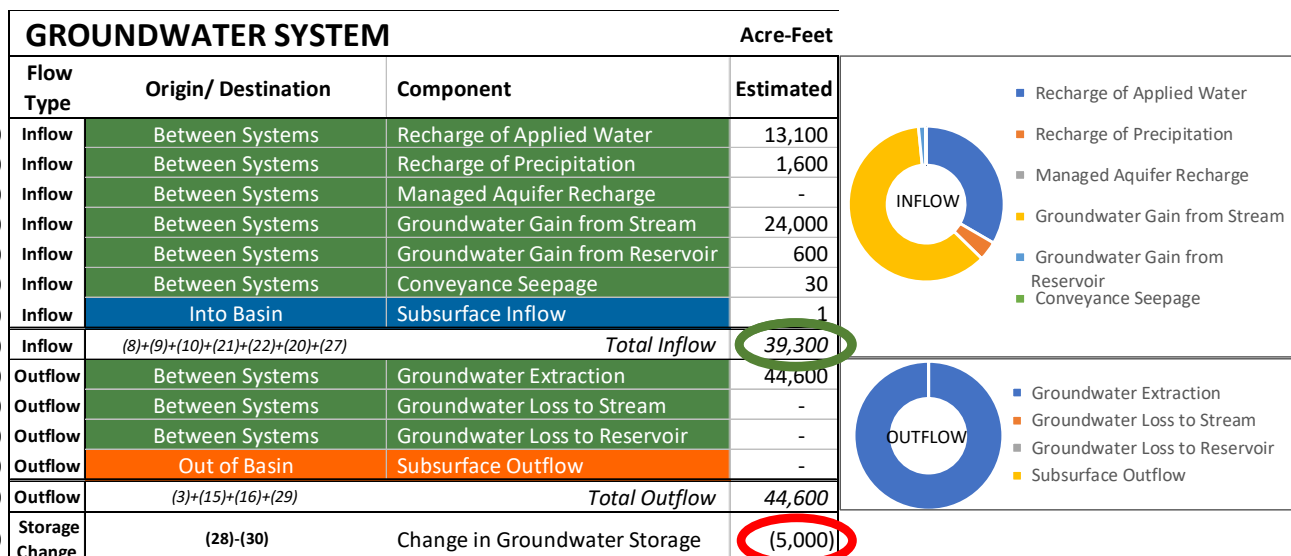 GROUNDWATER SYSTEM Acre-Feet
Flow Type Origin/ Destination Component Estimated
Inflow Between Systems Recharge of Applied Water 13,100
Inflow Between Systems Recharge of Precipitation 1,600
Inflow Between Systems Managed Aquifer Recharge -
Inflow Between Systems Groundwater Gain from Stream 24,000
Inflow Between Systems Groundwater Gain from Reservoir 600
Inflow Between Systems Conveyance Seepage 30
Inflow Into Basin Subsurface Inflow 1
Inflow (8)+(9)+(10)+(21)+(22)+(20)+(27) Total Inflow 39,300
Outflow Between Systems Groundwater Extraction 44,600
Outflow Between Systems Groundwater Loss to Stream -
Outflow Between Systems Groundwater Loss to Reservoir -
Outflow Out of Basin Subsurface Outflow -
Outflow (3)+(15)+(16)+(29) Total Outflow 44,600
Storage Change (28)-(30) Change in Groundwater Storage (5,000)
INFLOW
Recharge of Applied Water
Recharge of Precipitation
Managed Aquifer Recharge
Groundwater Gain from Stream
Groundwater Gain from
Reservoir
Conveyance Seepage
OUTFLOW
Groundwater Extraction
Groundwater Loss to Stream
Groundwater Loss to Reservoir
Subsurface Outflow